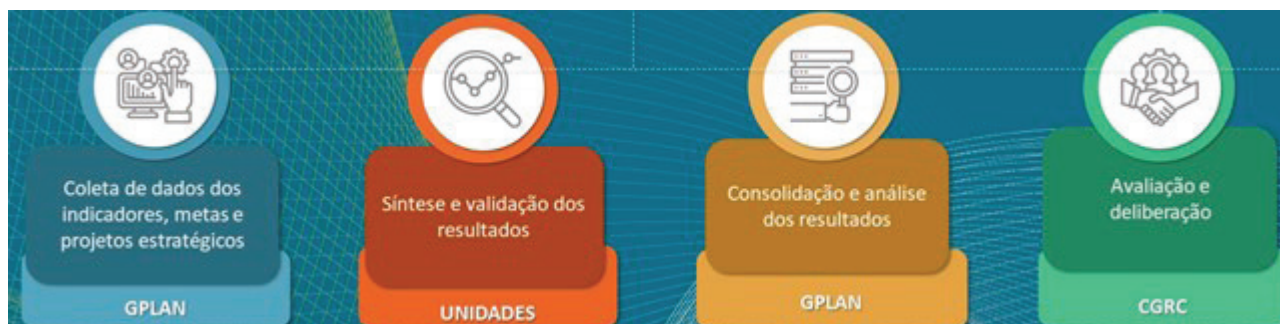 Coleta de dados dos
indicadores, metas e
projetos estratégicos
GPLAN
Síntese e validação dos
resultados
UNIDADES
Consolidação e análise
dos resultados
GPLAN
Avaliação e
deliberação
CGRC